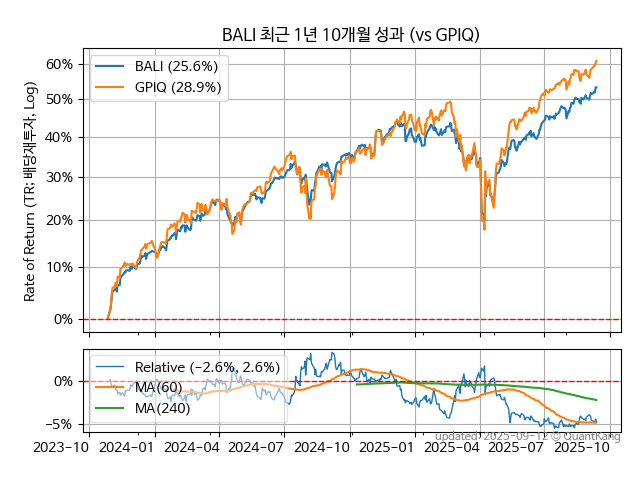 BALI 최근 1년 10개월 성과 (vs GPIQ)
Rate of Return (TR: 배당재투자, Log)
60%
50%
40%
30%
20%
10%
0%
BALI (25.6%)
GPIQ (28.9%)
0%
−5%
Relative (−2.6%, 2.6%)
MA(60)
MA(240)
updated: 2025-09-12 © QuantKang
2023-10 2024-01 2024-04 2024-07 2024-10 2025-01 2025-04 2025-07 2025-10